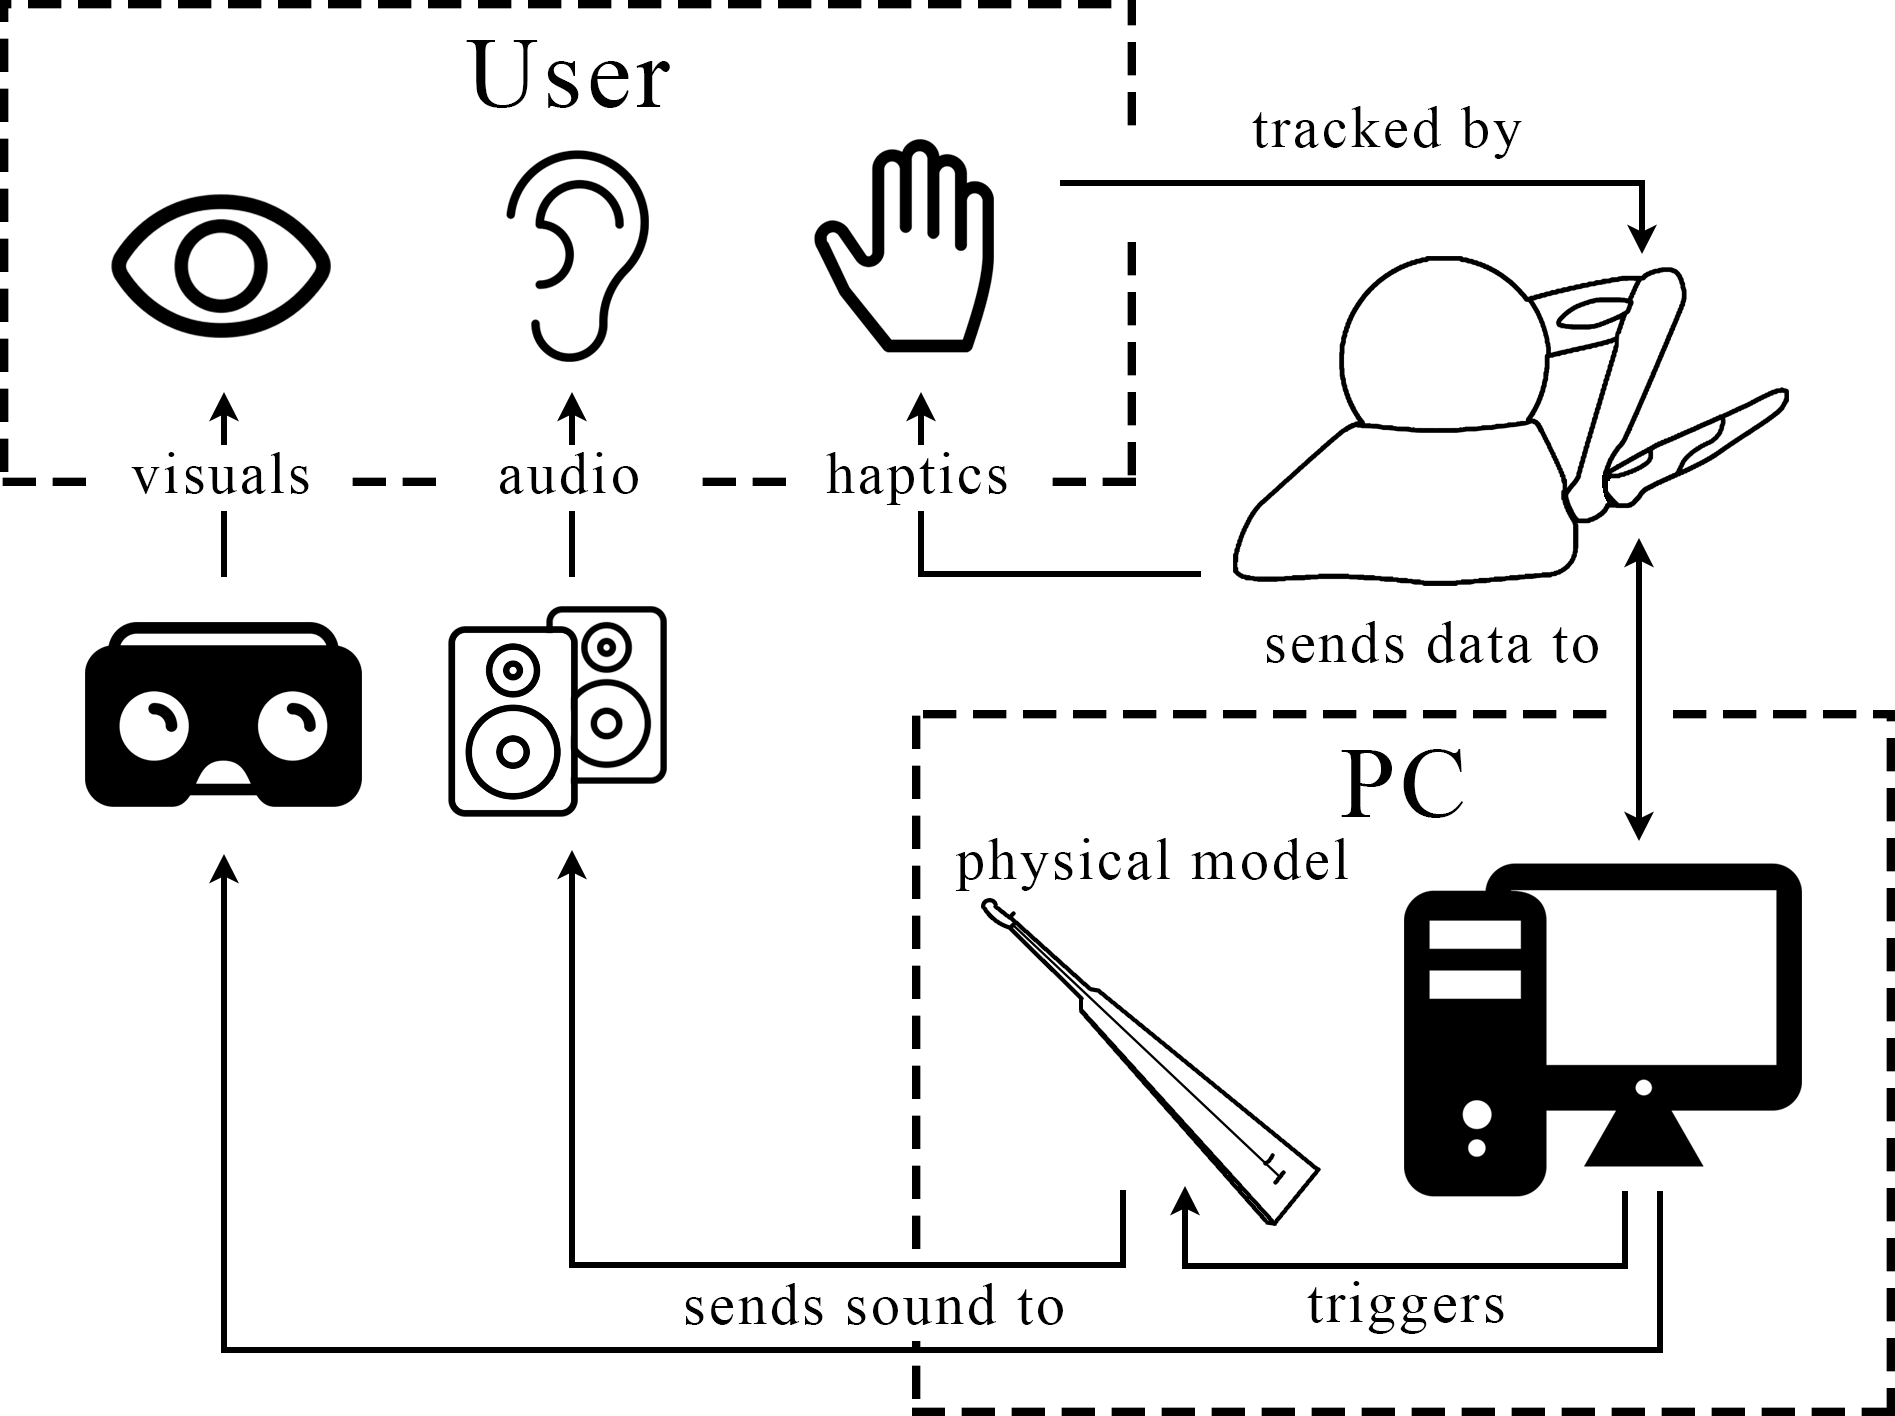 User
tracked by
visuals
audio
haptics
sends data to
PC
physical model
sends sound to
triggers